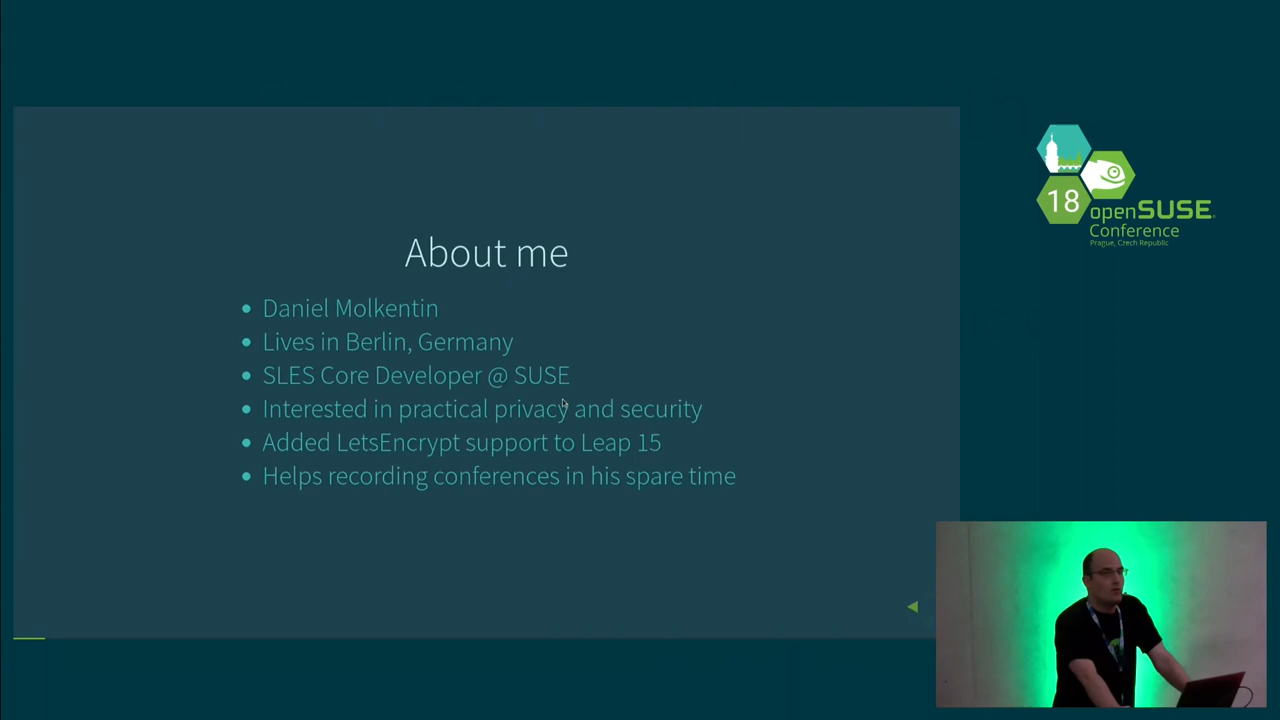 About me
Daniel Molkentin
Lives in Berlin, Germany
SLES Core Developer @ SUSE
Interested in practical privacy and security
Added LetsEncrypt support to Leap 15
Helps recording conferences in his spare time
18
openSUSE
Conference
Prague, Czech Republic